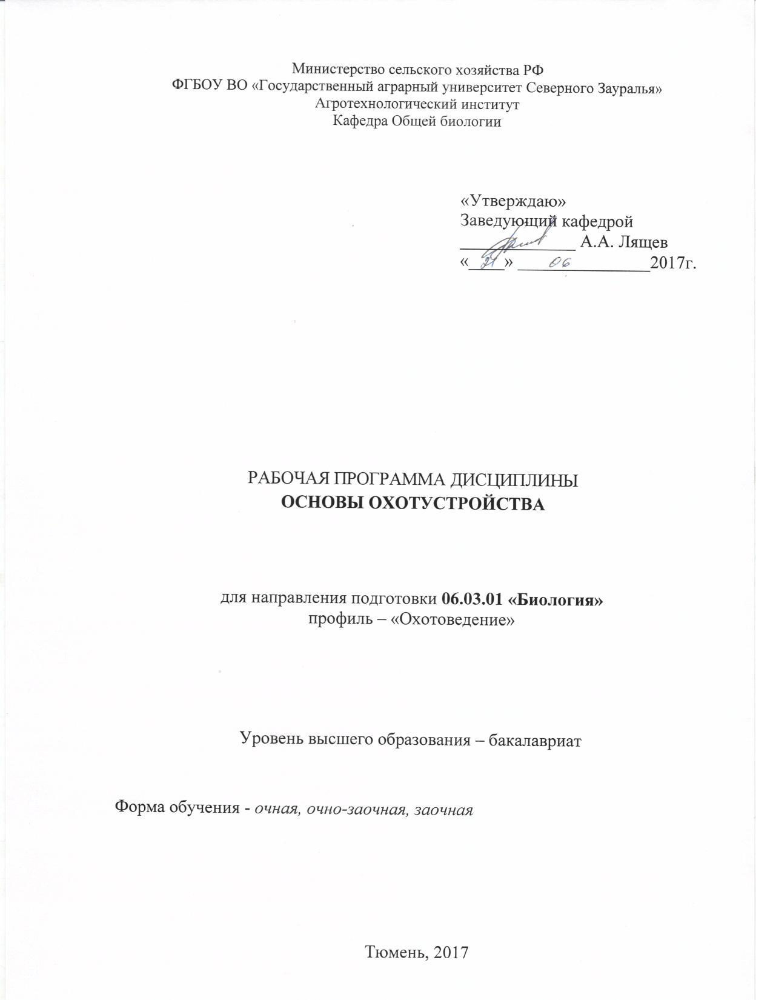 Министерство сельского хозяйства РФ
ФГБОУ ВО «Государственный аграрный университет Северного Зауралья»
Агротехнологический институт
Кафедра Общей биологии
«Утверждаю»
Заведующий кафедрой
А.А. Лящев
«21» 06 2017г.
РАБОЧАЯ ПРОГРАММА ДИСЦИПЛИНЫ
ОСНОВЫ ОХОТУСТРОЙСТВА
для направления подготовки 06.03.01 «Биология»
профиль – «Охотоведение»
Уровень высшего образования – бакалавриат
Форма обучения - очная, очно-заочная, заочная
Тюмень, 2017